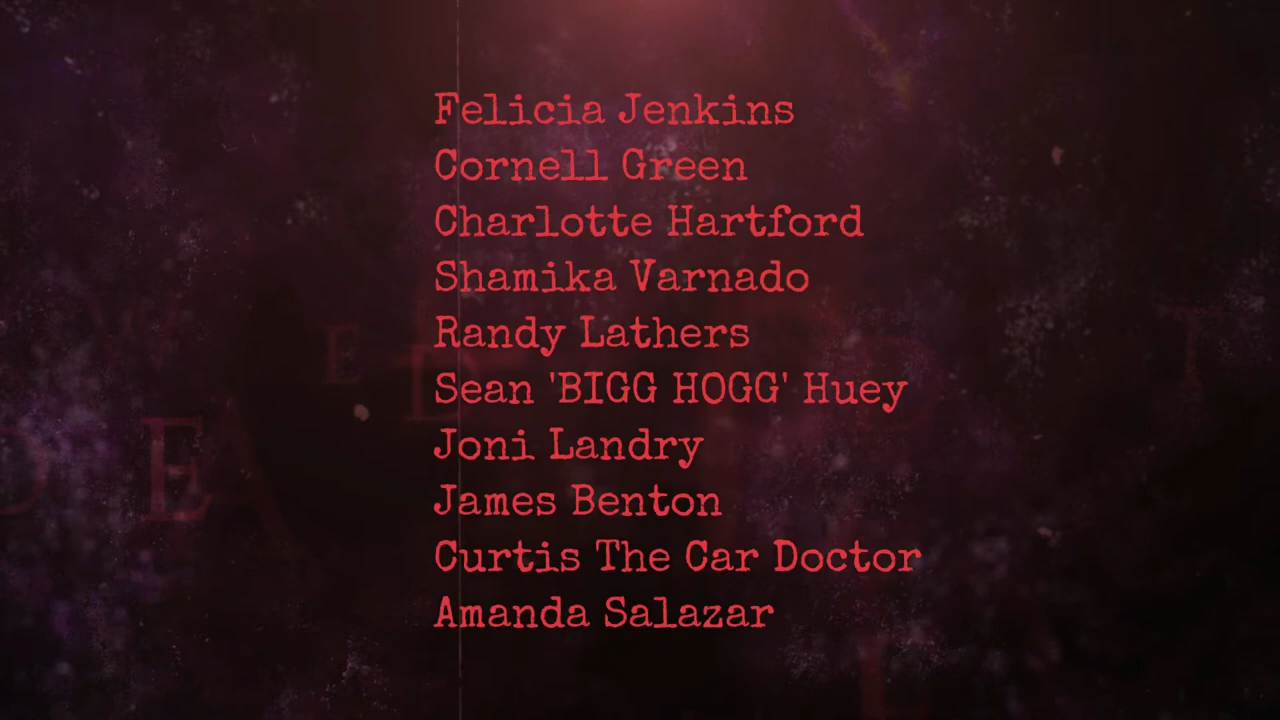 Felicia Jenkins
Cornell Green
Charlotte Hartford
Shamika Varnado
Randy Lathers
Sean 'BIGG HOGG' Huey
Joni Landry
James Benton
Curtis The Car Doctor
Amanda Salazar